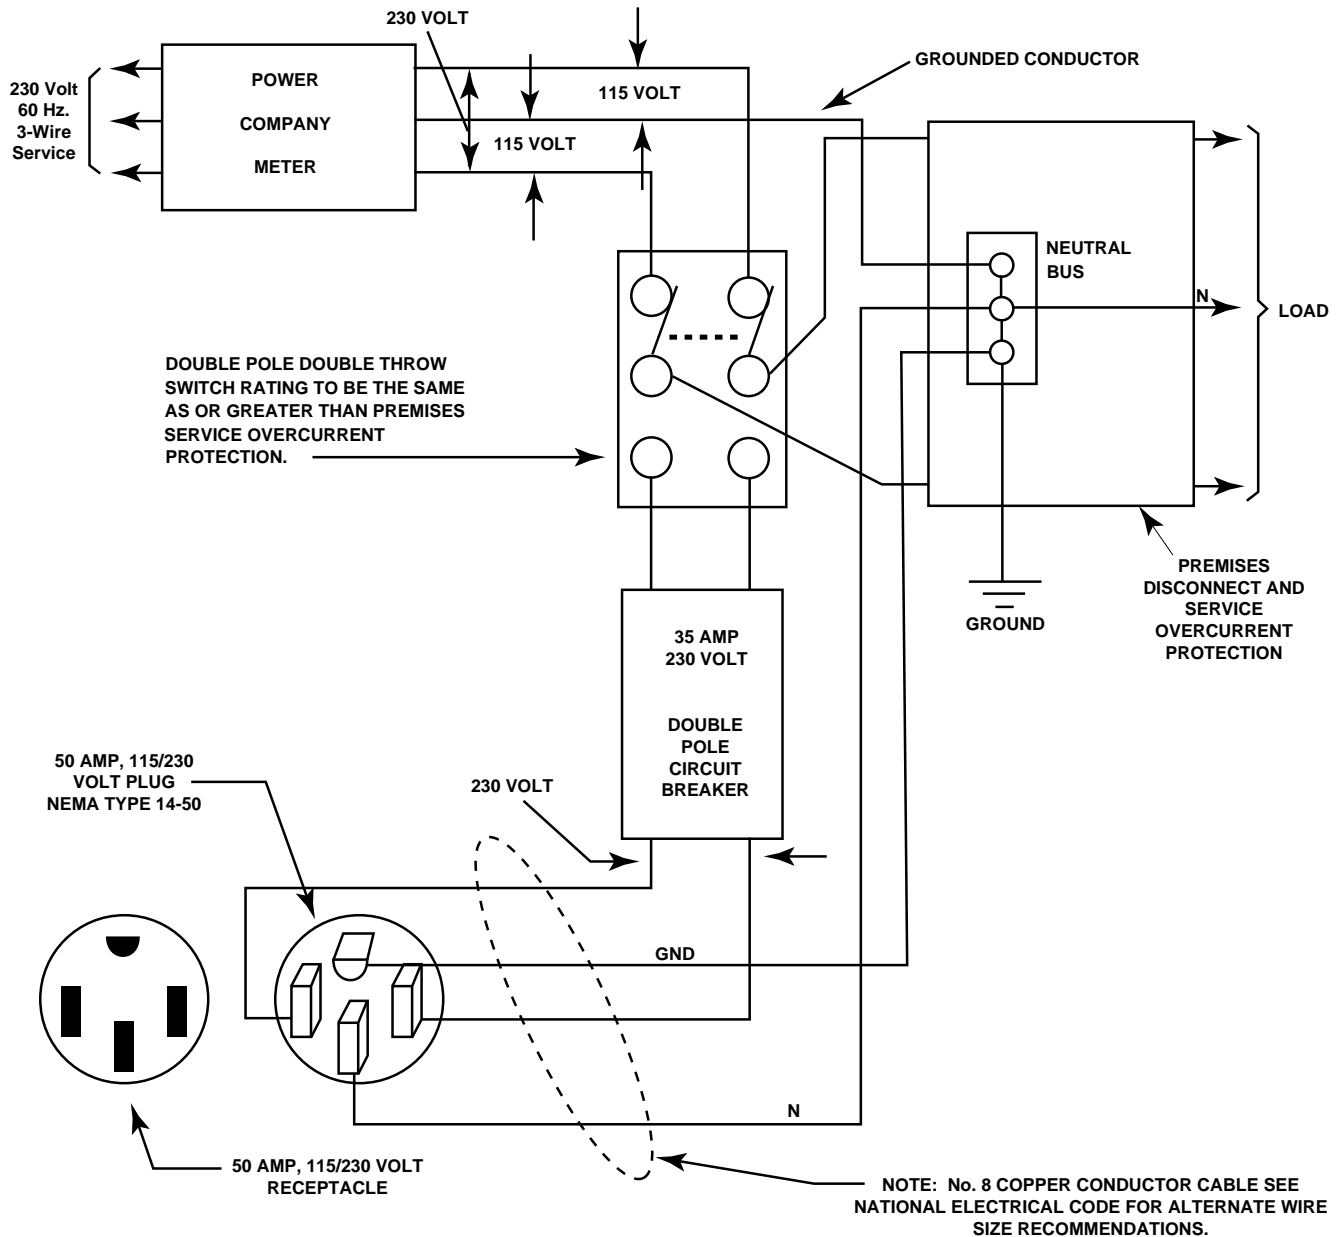 230 VOLT
GROUNDED CONDUCTOR
230 Volt
60 Hz.
3-Wire
Service
POWER
COMPANY
METER
115 VOLT
115 VOLT
NEUTRAL
BUS
N
LOAD
DOUBLE POLE DOUBLE THROW
SWITCH RATING TO BE THE SAME
AS OR GREATER THAN PREMISES
SERVICE OVERCURRENT
PROTECTION.
GROUND
PREMISES
DISCONNECT AND
SERVICE
OVERCURRENT
PROTECTION
35 AMP
230 VOLT
DOUBLE
POLE
CIRCUIT
BREAKER
50 AMP, 115/230
VOLT PLUG
NEMA TYPE 14-50
230 VOLT
GND
N
50 AMP, 115/230 VOLT
RECEPTACLE
NOTE: No. 8 COPPER CONDUCTOR CABLE SEE
NATIONAL ELECTRICAL CODE FOR ALTERNATE WIRE
SIZE RECOMMENDATIONS.